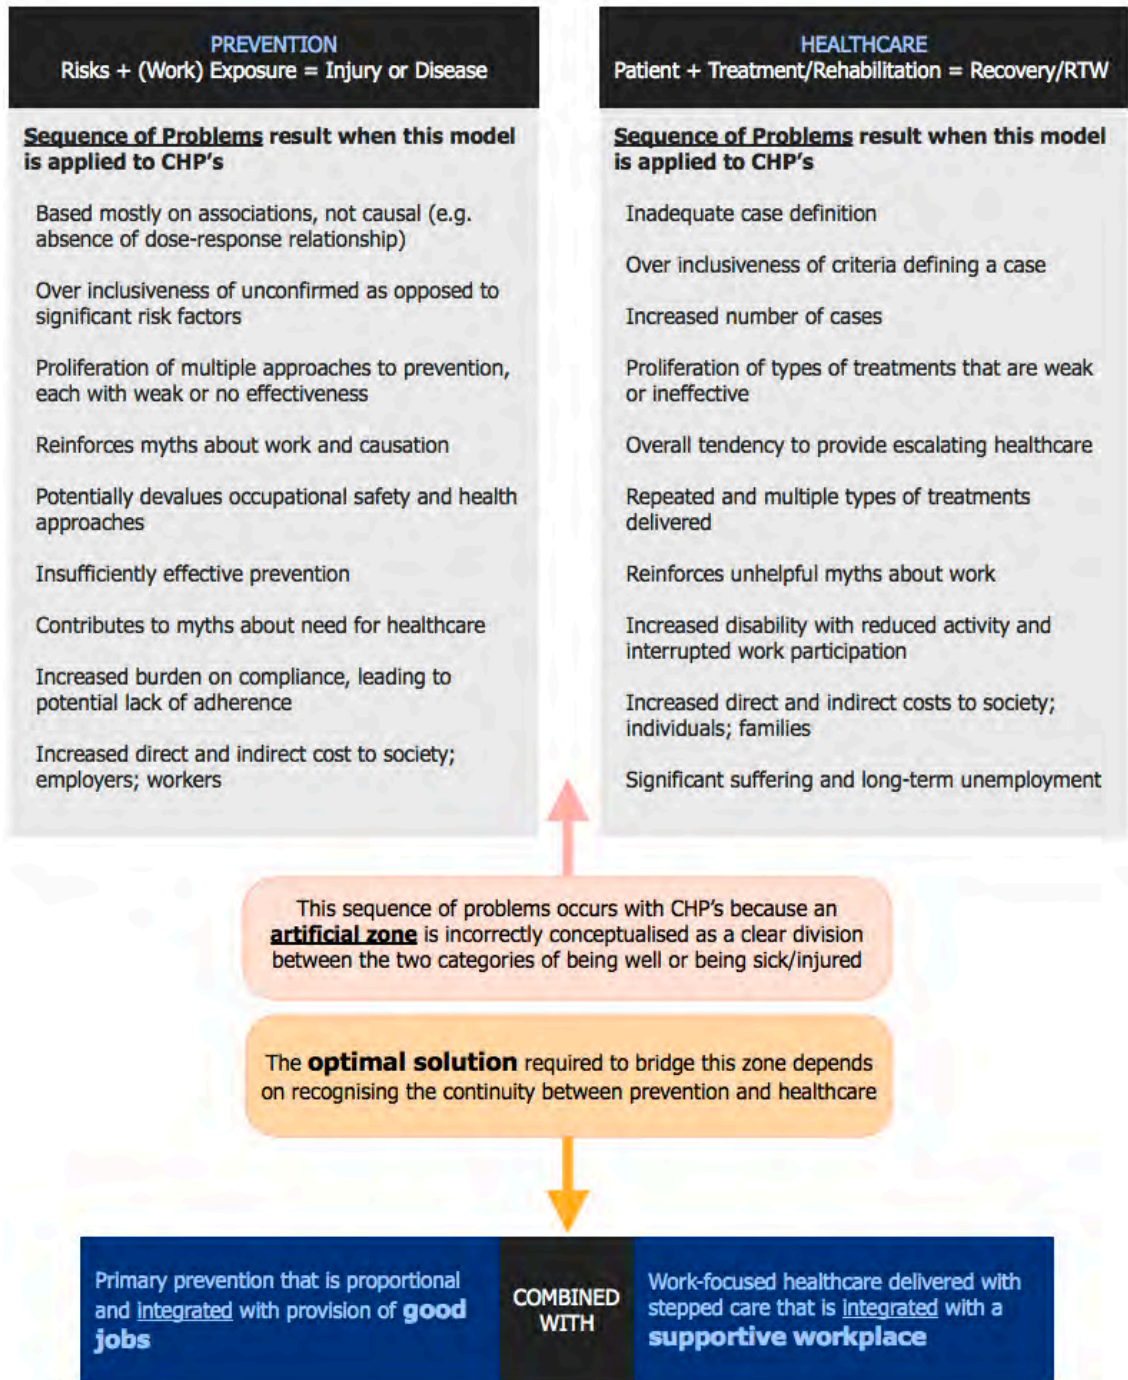 PREVENTION
Risks + (Work) Exposure = Injury or Disease
Sequence of Problems result when this model
is applied to CHP's
Based mostly on associations, not causal (e.g.
absence of dose-response relationship)
Over inclusiveness of unconfirmed as opposed to
significant risk factors
Proliferation of multiple approaches to prevention,
each with weak or no effectiveness
Reinforces myths about work and causation
Potentially devalues occupational safety and health
approaches
Insufficiently effective prevention
Contributes to myths about need for healthcare
Increased burden on compliance, leading to
potential lack of adherence
Increased direct and indirect cost to society;
employers; workers
HEALTHCARE
Patient + Treatment/Rehabilitation = Recovery/RTW
Sequence of Problems result when this model
is applied to CHP's
Inadequate case definition
Over inclusiveness of criteria defining a case
Increased number of cases
Proliferation of types of treatments that are weak
or ineffective
Overall tendency to provide escalating healthcare
Repeated and multiple types of treatments
delivered
Reinforces unhelpful myths about work
Increased disability with reduced activity and
interrupted work participation
Increased direct and indirect costs to society;
individuals; families
Significant suffering and long-term unemployment
This sequence of problems occurs with CHP's because an
artificial zone is incorrectly conceptualised as a clear division
between the two categories of being well or being sick/injured
The optimal solution required to bridge this zone depends
on recognising the continuity between prevention and healthcare
Primary prevention that is proportional
and integrated with provision of good
jobs
COMBINED
WITH
Work-focused healthcare delivered with
stepped care that is integrated with a
supportive workplace